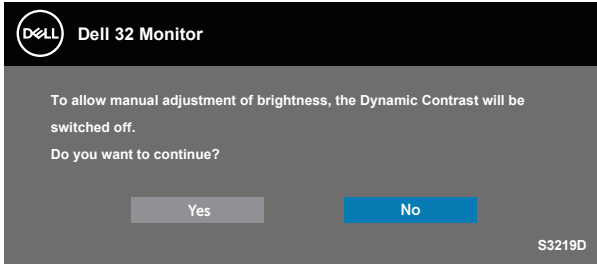 DELL
Dell 32 Monitor
To allow manual adjustment of brightness, the Dynamic Contrast will be
switched off.
Do you want to continue?
Yes
No
S3219D